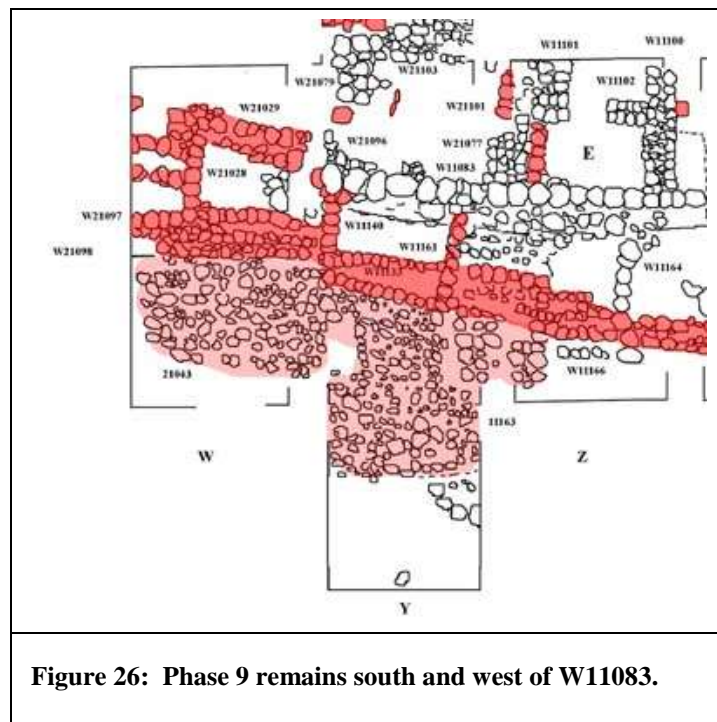 W11101
W11100
W21103
W21079
W11102
W21029
W21101
W21096
W21077
E
W11083
W21028
W21097
W11140
W11161
W21098
W11164
W11166
21043
11163
W
Z
Y
Figure 26: Phase 9 remains south and west of W11083.